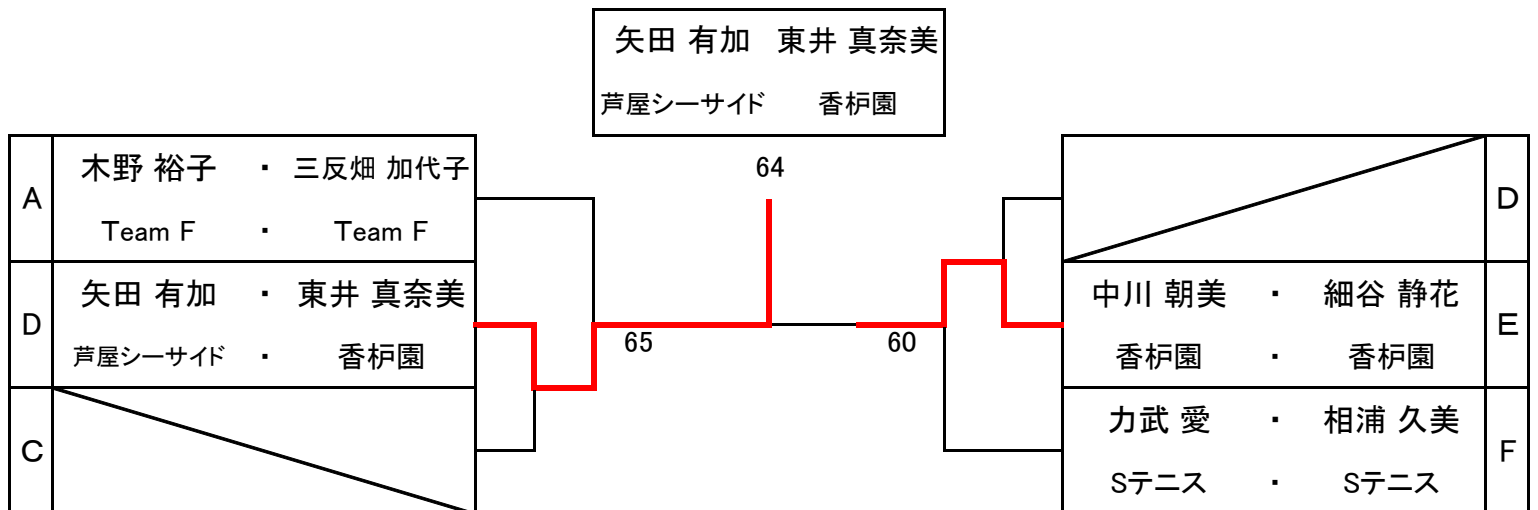 矢田 有加 東井 真奈美
芦屋シーサイド 香枦園
64
A
木野 裕子 ・ 三反畑 加代子
Team F ・ Team F
D
矢田 有加 ・ 東井 真奈美
芦屋シーサイド ・ 香枦園
C
65
60
D
中川 朝美 ・ 細谷 静花
E
香枦園 ・ 香枦園
力武 愛 ・ 相浦 久美
F
Sテニス ・ Sテニス